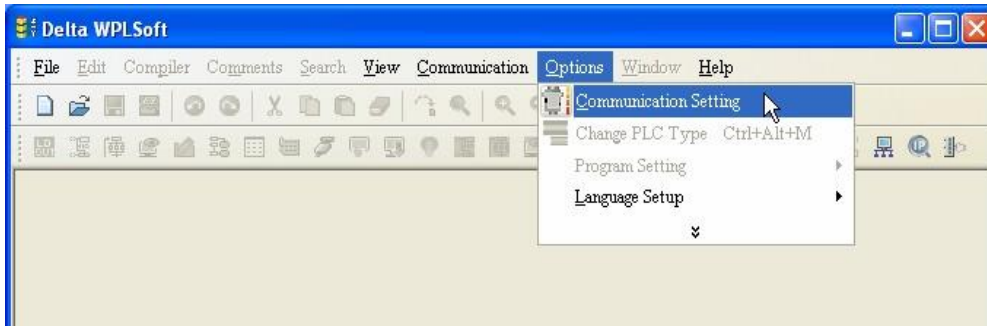 Delta WPLSoft
File Edit Compiler Comments Search View Communication Options Window Help
Communication Setting
Change PLC Type Ctrl+Alt+M
Program Setting
Language Setup